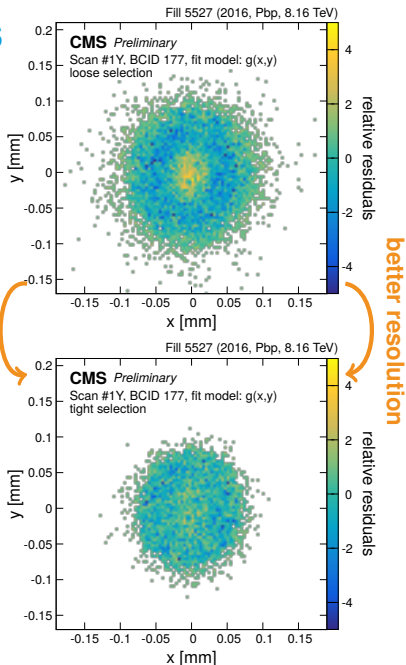 s
Fill 5527 (2016, Pbp, 8.16 TeV)
CMS Preliminary
Scan #1Y, BCID 177, fit model: g(x,y)
loose selection
0.2
0.15
0.1
0.05
0
-0.05
-0.1
-0.15
y [mm]
-0.15 -0.1 -0.05 0 0.05 0.1 0.15
x [mm]
4
2
0
-2
-4
relative residuals
better resolution
Fill 5527 (2016, Pbp, 8.16 TeV)
CMS Preliminary
Scan #1Y, BCID 177, fit model: g(x,y)
tight selection
0.2
0.15
0.1
0.05
0
-0.05
-0.1
-0.15
y [mm]
-0.15 -0.1 -0.05 0 0.05 0.1 0.15
x [mm]
4
2
0
-2
-4
relative residuals